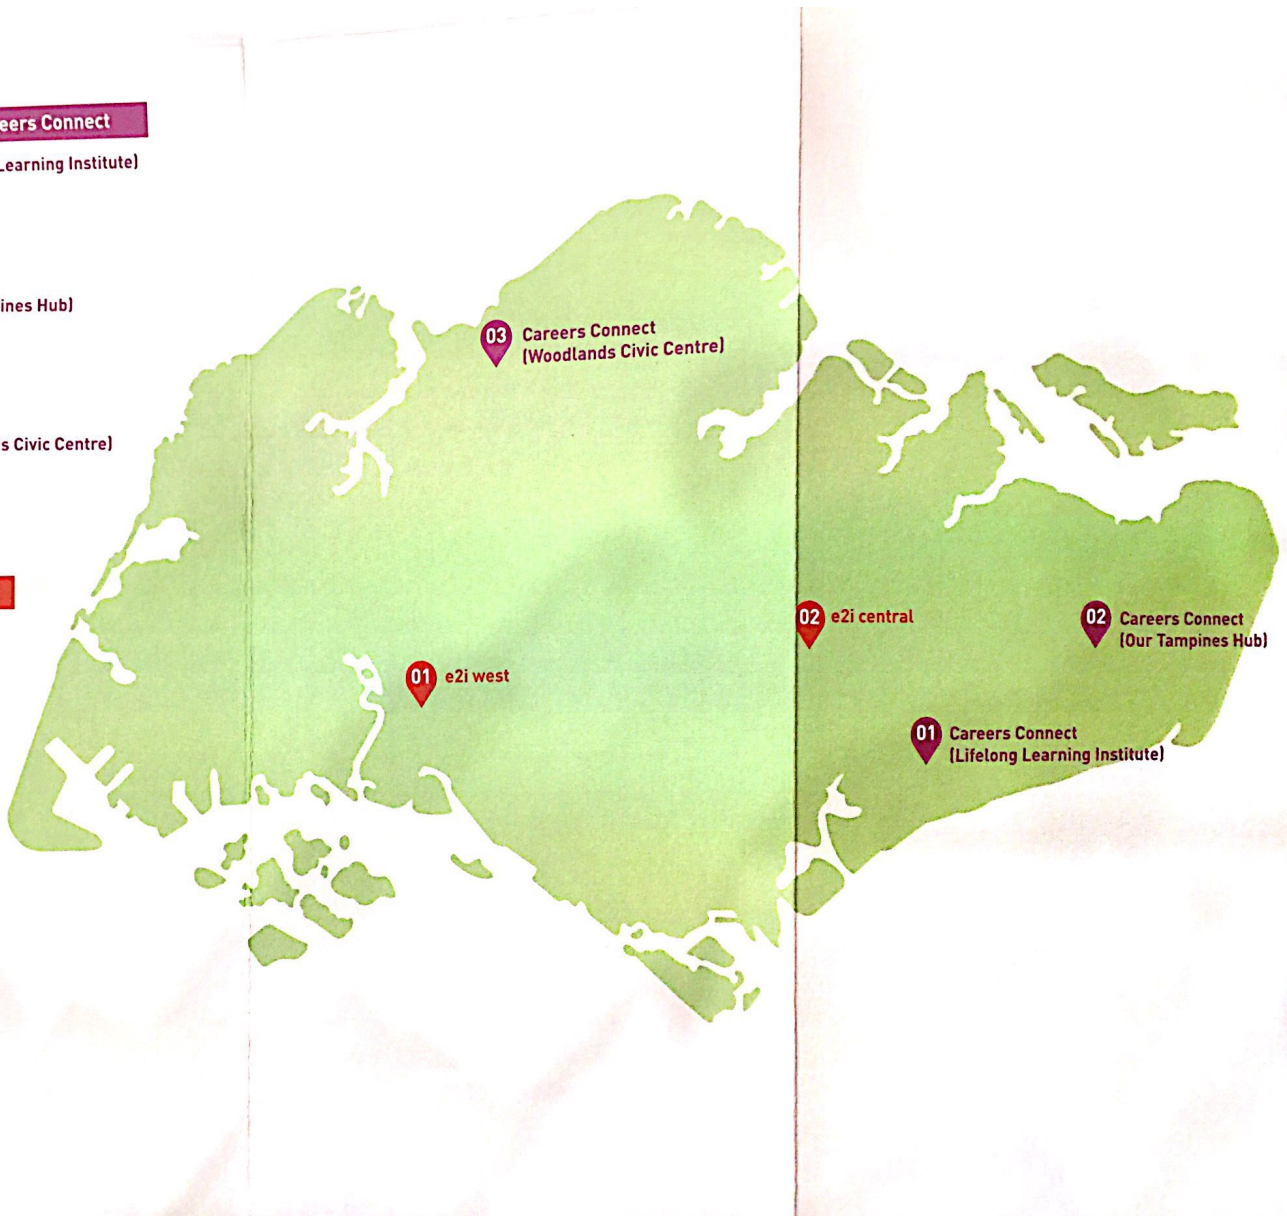 eers Connect
Learning Institute)
ines Hub)
s Civic Centre)
03
Careers Connect
(Woodlands Civic Centre)
02 e2i central
02
Careers Connect
(Our Tampines Hub)
01 e2i west
01
Careers Connect
(Lifelong Learning Institute)